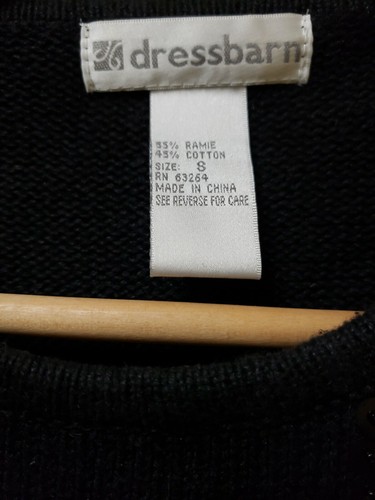 dressbarn
55% RAMIE
45% COTTON
SIZE: S
RN 63264
MADE IN CHINA
SEE REVERSE FOR CARE